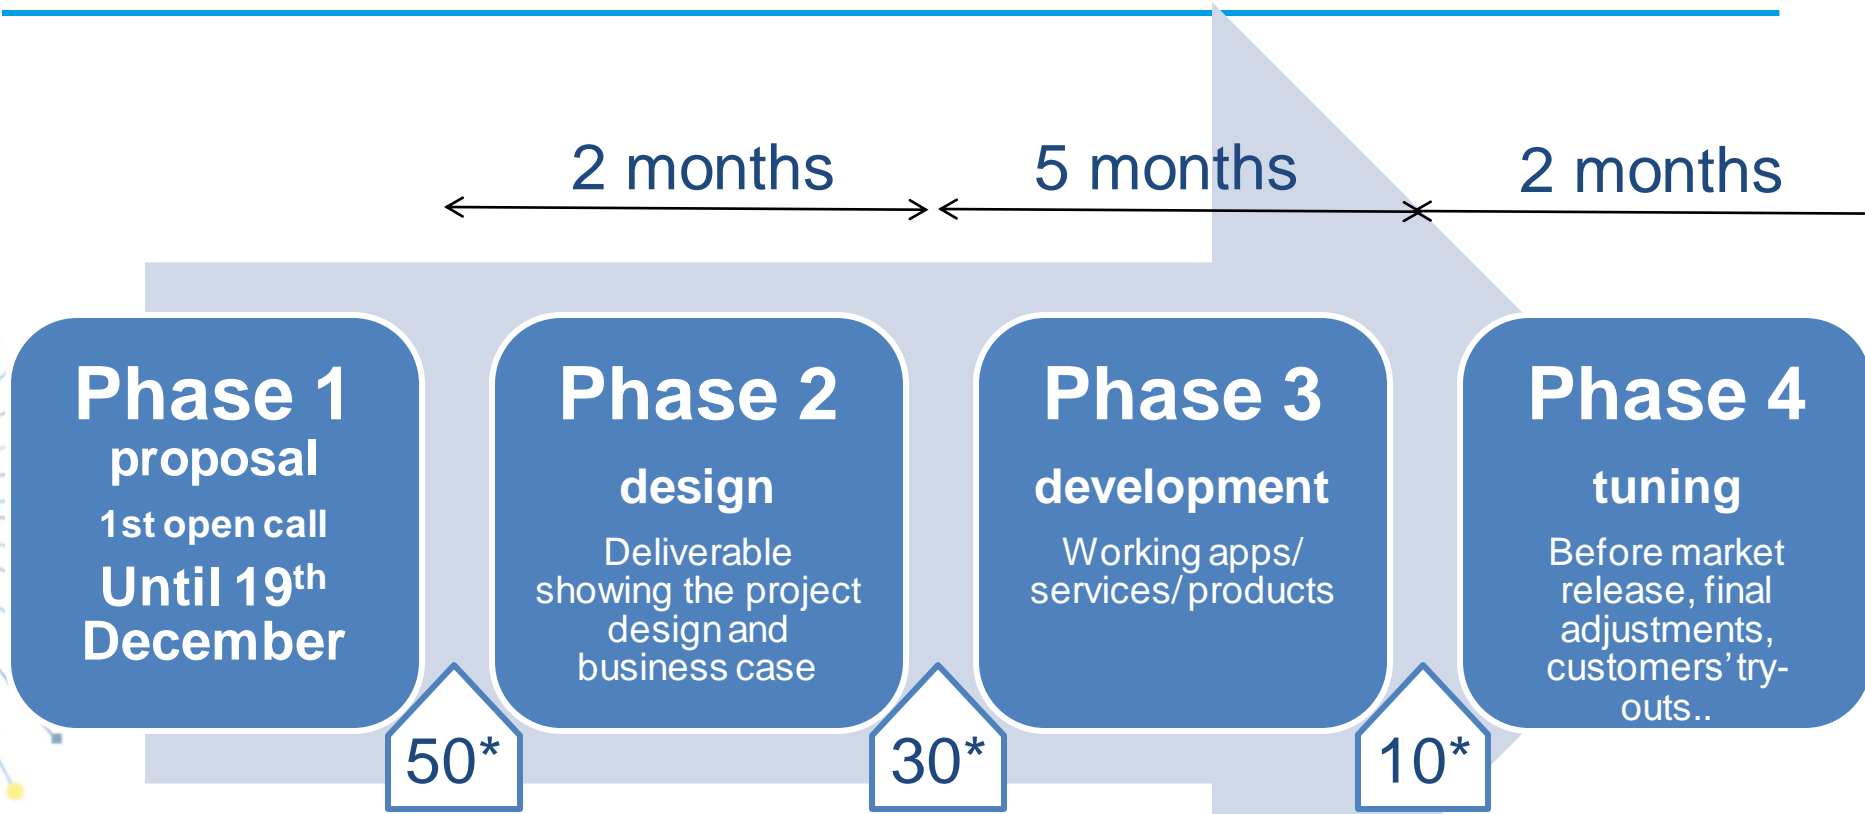 2 months
5 months
2 months
Phase 1
proposal
1st open call
Until 19th
December
Phase 2
design
Deliverable
showing the project
design and
business case
Phase 3
development
Working apps/
services/products
Phase 4
tuning
Before market
release, final
adjustments,
customers’ try-
outs..
50*
30*
10*